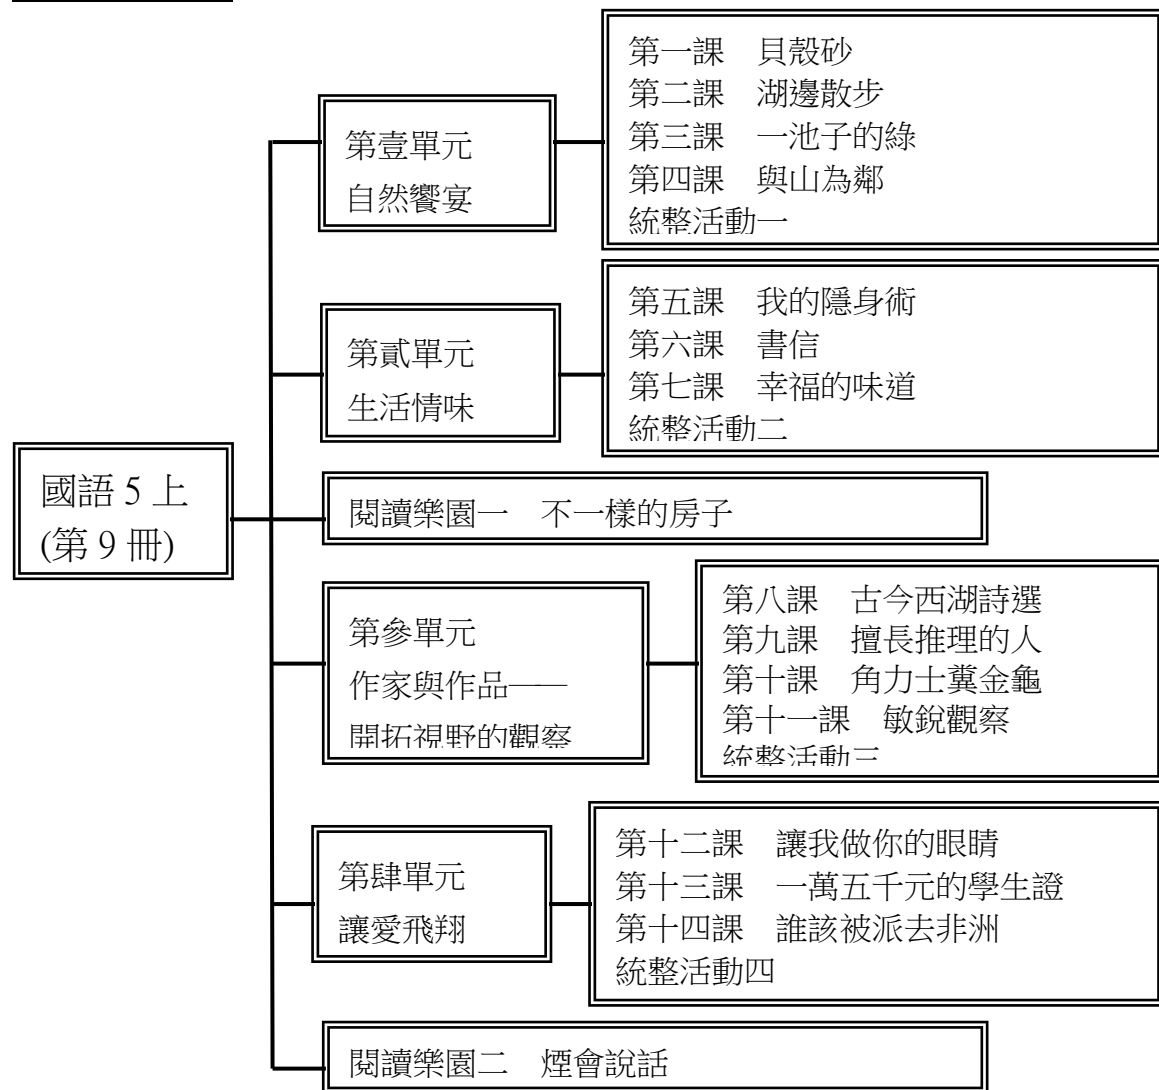 第一課　貝殼砂
第二課　湖邊散步
第三課　一池子的綠
第四課　與山為鄰
統整活動一
第壹單元
自然饗宴
第五課　我的隱身術
第六課　書信
第七課　幸福的味道
統整活動二
第貳單元
生活情味
國語 5 上
(第 9 冊)
閱讀樂園一　不一樣的房子
第八課　古今西湖詩選
第九課　擅長推理的人
第十課　角力士糞金龜
第十一課　敏銳觀察
統整活動三
第參單元
作家與作品——
開拓視野的觀察
第十二課　讓我做你的眼睛
第十三課　一萬五千元的學生證
第十四課　誰該被派去非洲
統整活動四
第肆單元
讓愛飛翔
閱讀樂園二　煙會說話